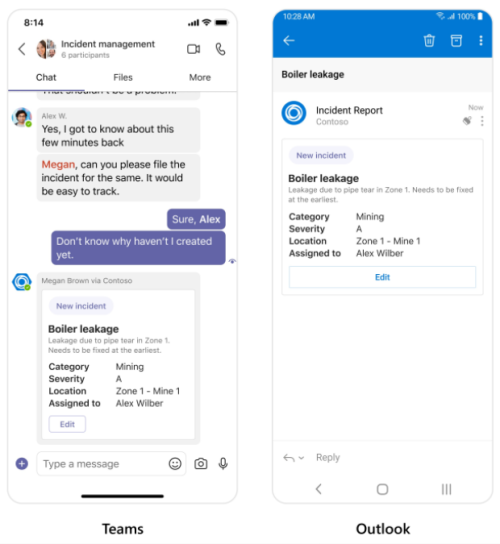 8:14
Incident management
6 participants
Chat Files More
That shouldn't be a problem.
Alex W.
Yes, I got to know about this
few minutes back
Megan, can you please file the
incident for the same. It would
be easy to track.
Sure, Alex
Don't know why haven't I created
yet.
Megan Brown via Contoso
New incident
Boiler leakage
Leakage due to pipe tear in Zone 1.
Needs to be fixed at the earliest.
Category Mining
Severity A
Location Zone 1 - Mine 1
Assigned to Alex Wilber
Edit
Type a message
Teams
10:28 AM
100%
Boiler leakage
Incident Report
Now
Contoso
New incident
Boiler leakage
Leakage due to pipe tear in Zone 1. Needs to be fixed
at the earliest.
Category Mining
Severity A
Location Zone 1 - Mine 1
Assigned to Alex Wilber
Edit
Reply
Outlook